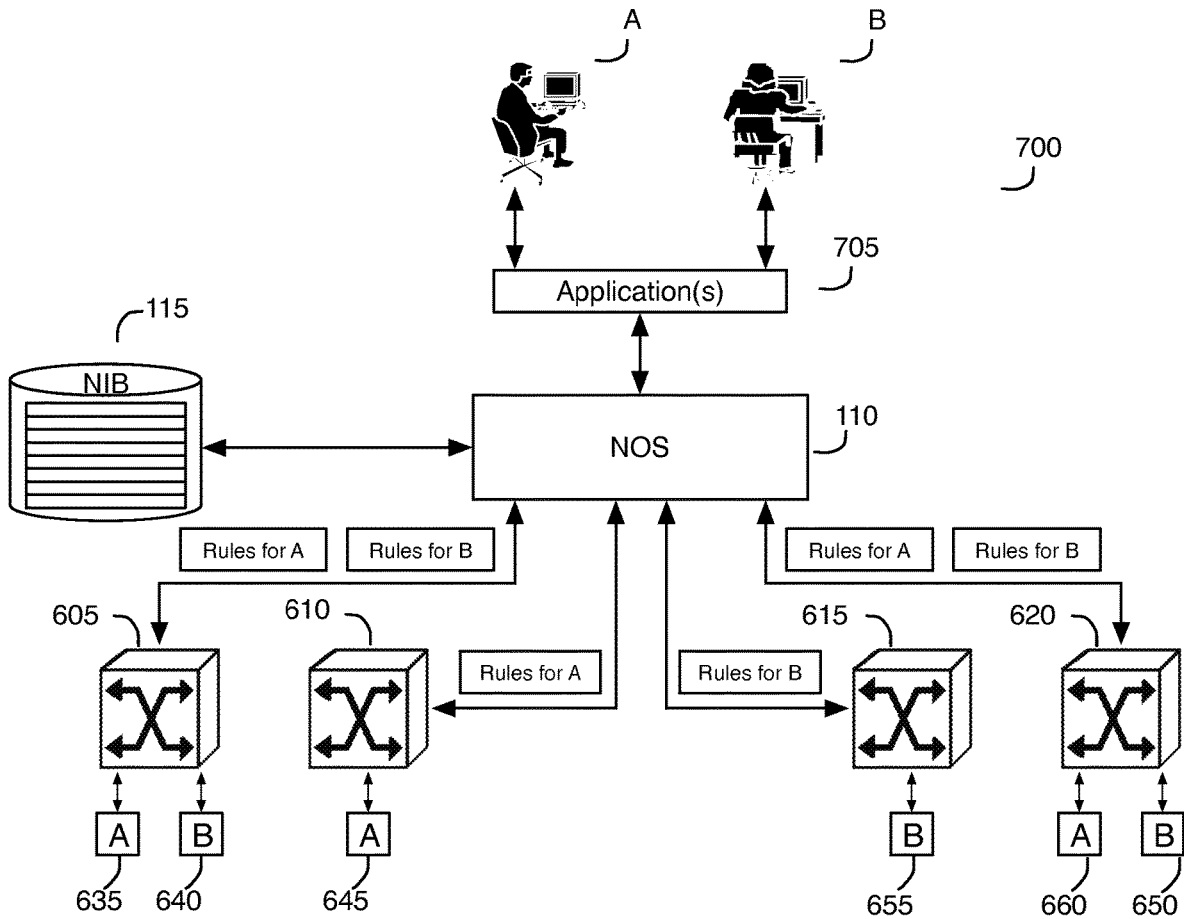 A B
700
705
Application(s)
115
NIB
110
NOS
Rules for A Rules for B Rules for A Rules for B
605 610 615 620
Rules for A Rules for B
A B A B A B
635 640 645 655 660 650